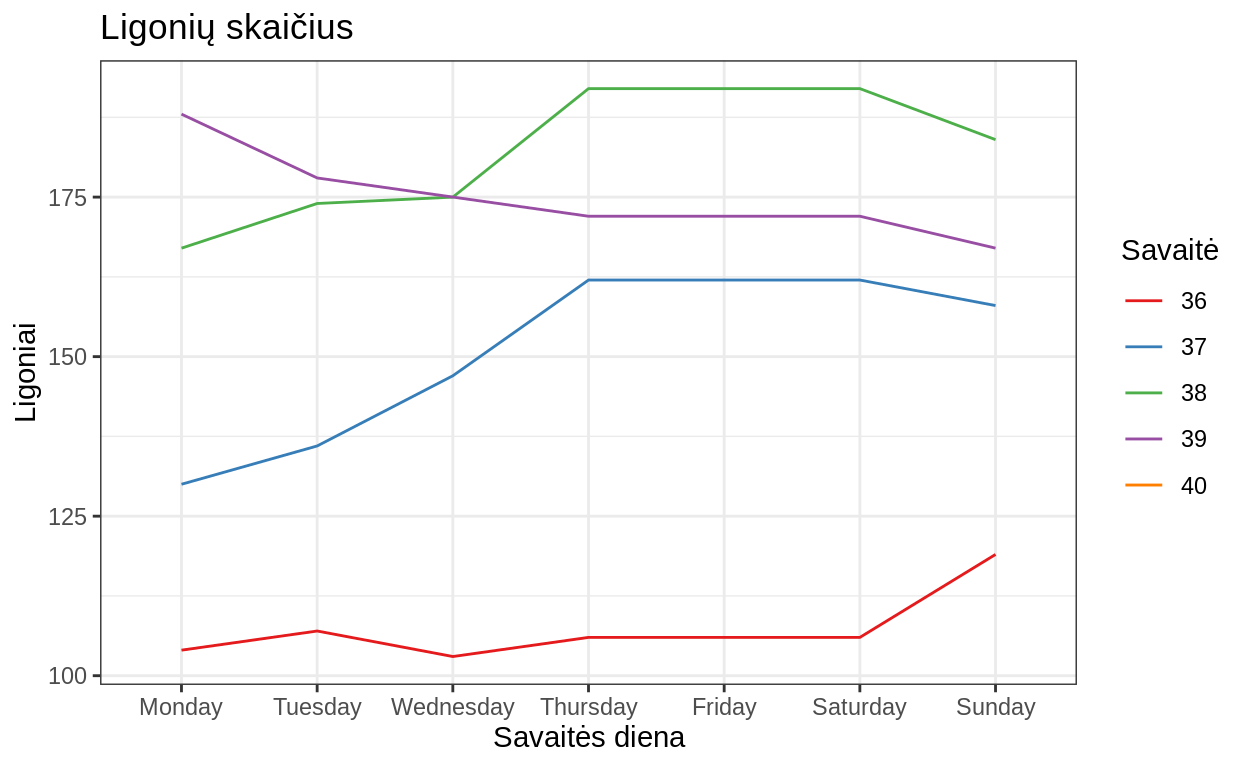 Ligonių skaičius
Ligoniai
175
150
125
100
Monday Tuesday Wednesday Thursday Friday Saturday Sunday
Savaitės diena
Savaitė
36
37
38
39
40